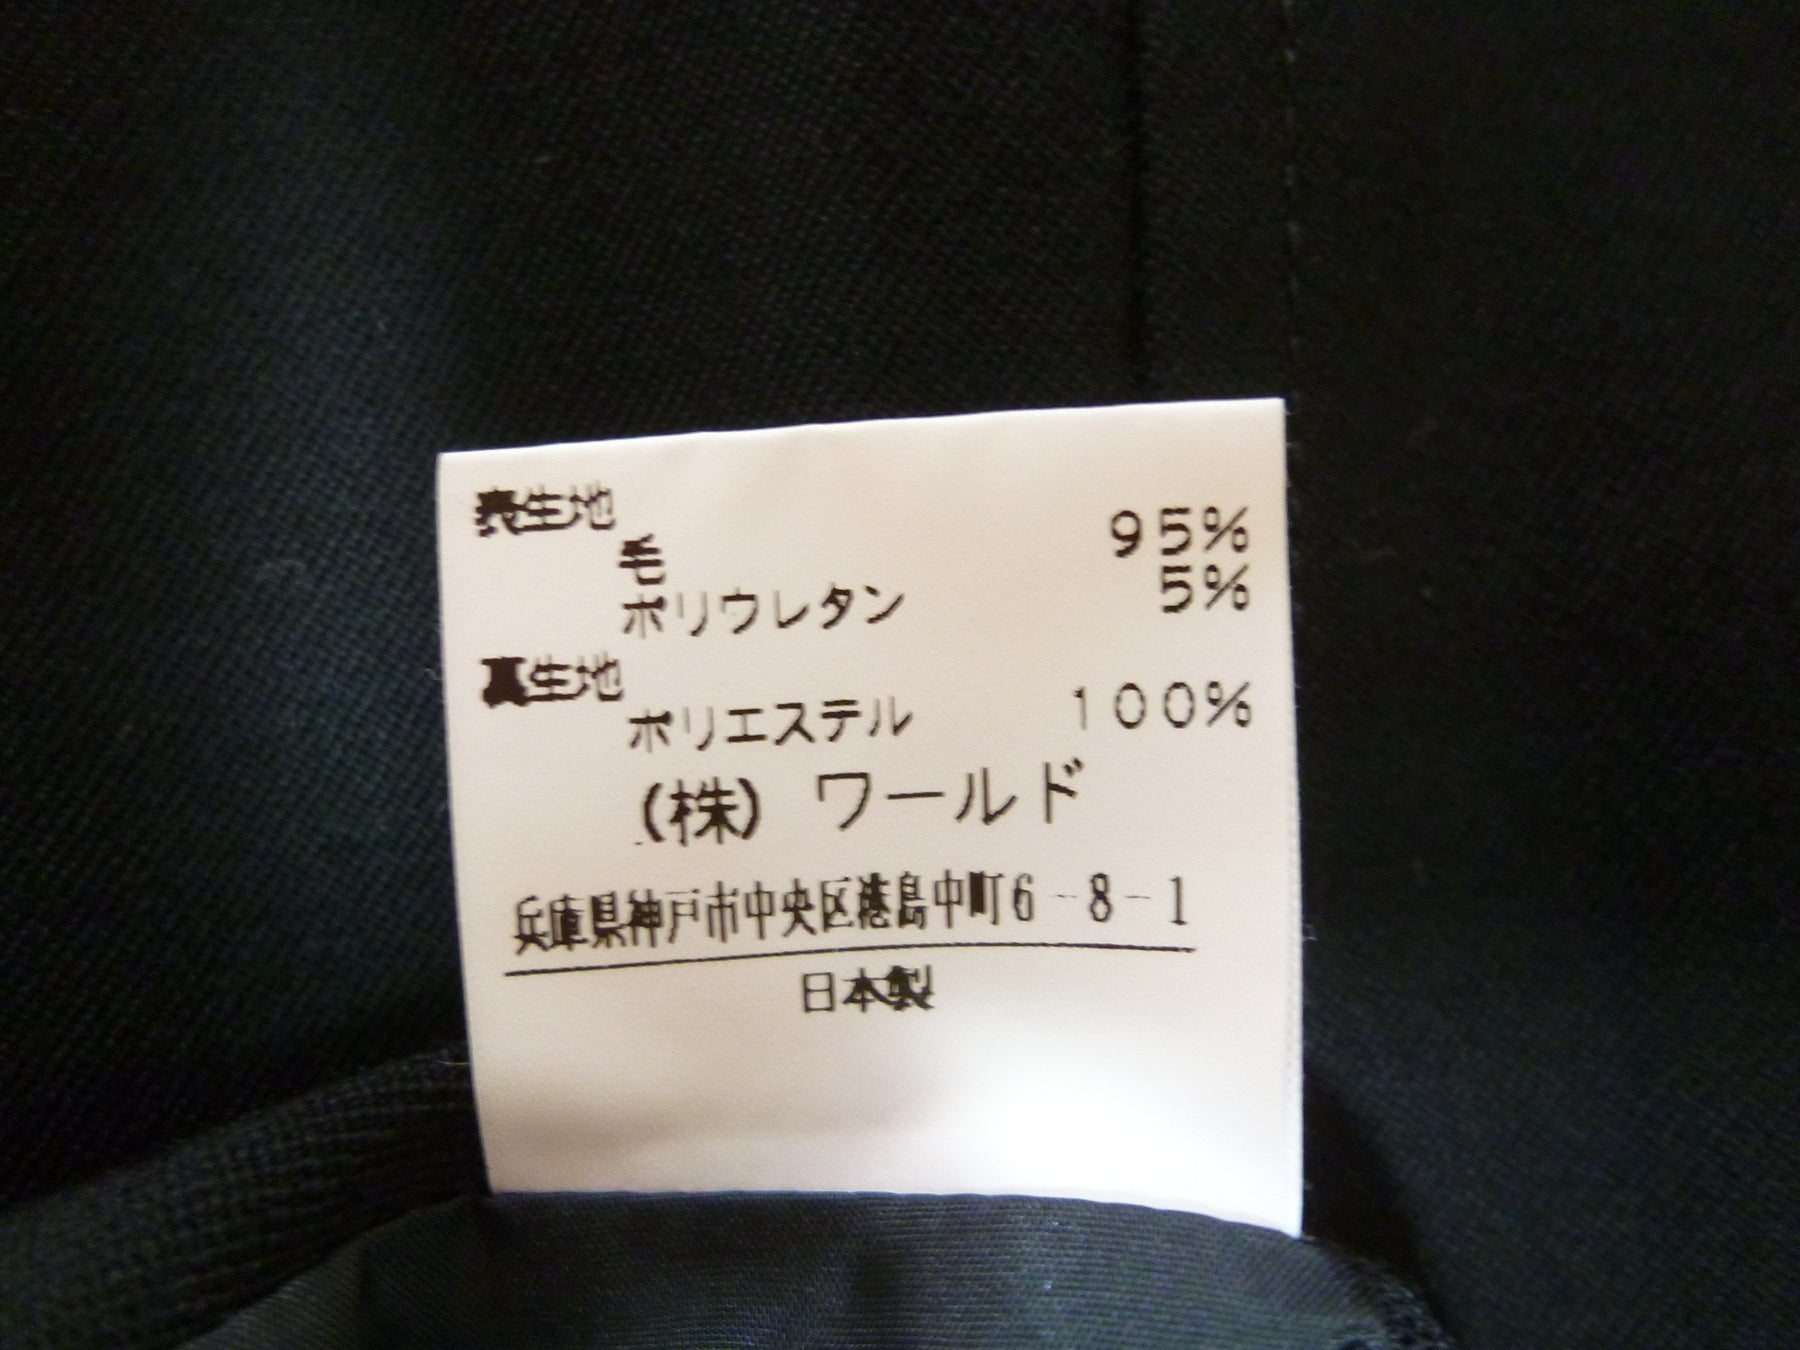 表生地
毛 95%
ポリウレタン 5%
裏生地
ポリエステル 100%
(株) ワールド
兵庫県神戸市中央区港島中町6-8-1
日本製